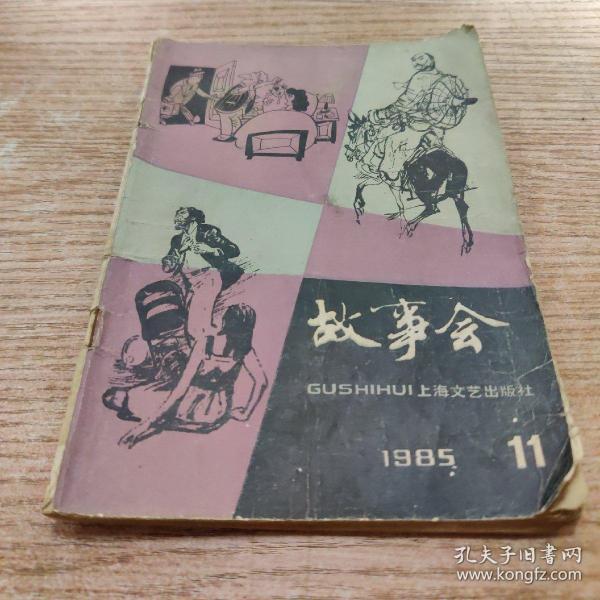 故事会
GUSHIHUI 上海文艺出版社
1985 11
孔夫子旧书网
www.kongfz.com